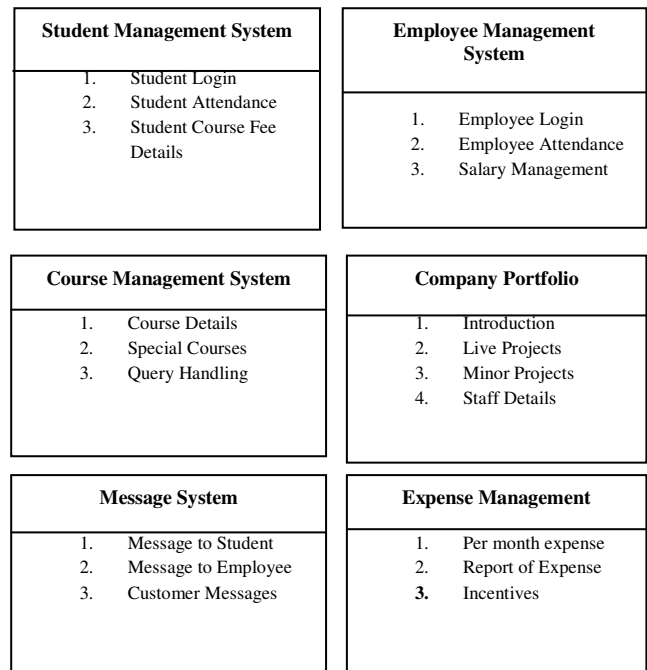 Student Management System
1. Student Login
2. Student Attendance
3. Student Course Fee
Details
Employee Management
System
1. Employee Login
2. Employee Attendance
3. Salary Management
Course Management System
1. Course Details
2. Special Courses
3. Query Handling
Company Portfolio
1. Introduction
2. Live Projects
3. Minor Projects
4. Staff Details
Message System
1. Message to Student
2. Message to Employee
3. Customer Messages
Expense Management
1. Per month expense
2. Report of Expense
3. Incentives